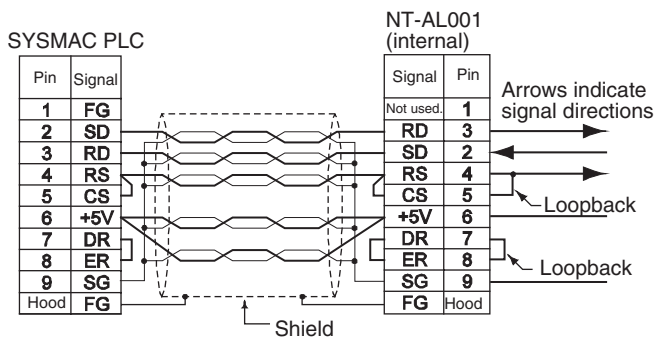 SYSMAC PLC
NT-AL001
(internal)
Pin Signal
Signal Pin
Arrows indicate
signal directions
1 FG
Not used. 1
2 SD
RD 3
3 RD
SD 2
4 RS
RS 4
5 CS
CS 5
Loopback
6 +5V
+5V 6
7 DR
DR 7
8 ER
ER 8
Loopback
9 SG
SG 9
Hood FG
FG Hood
Shield